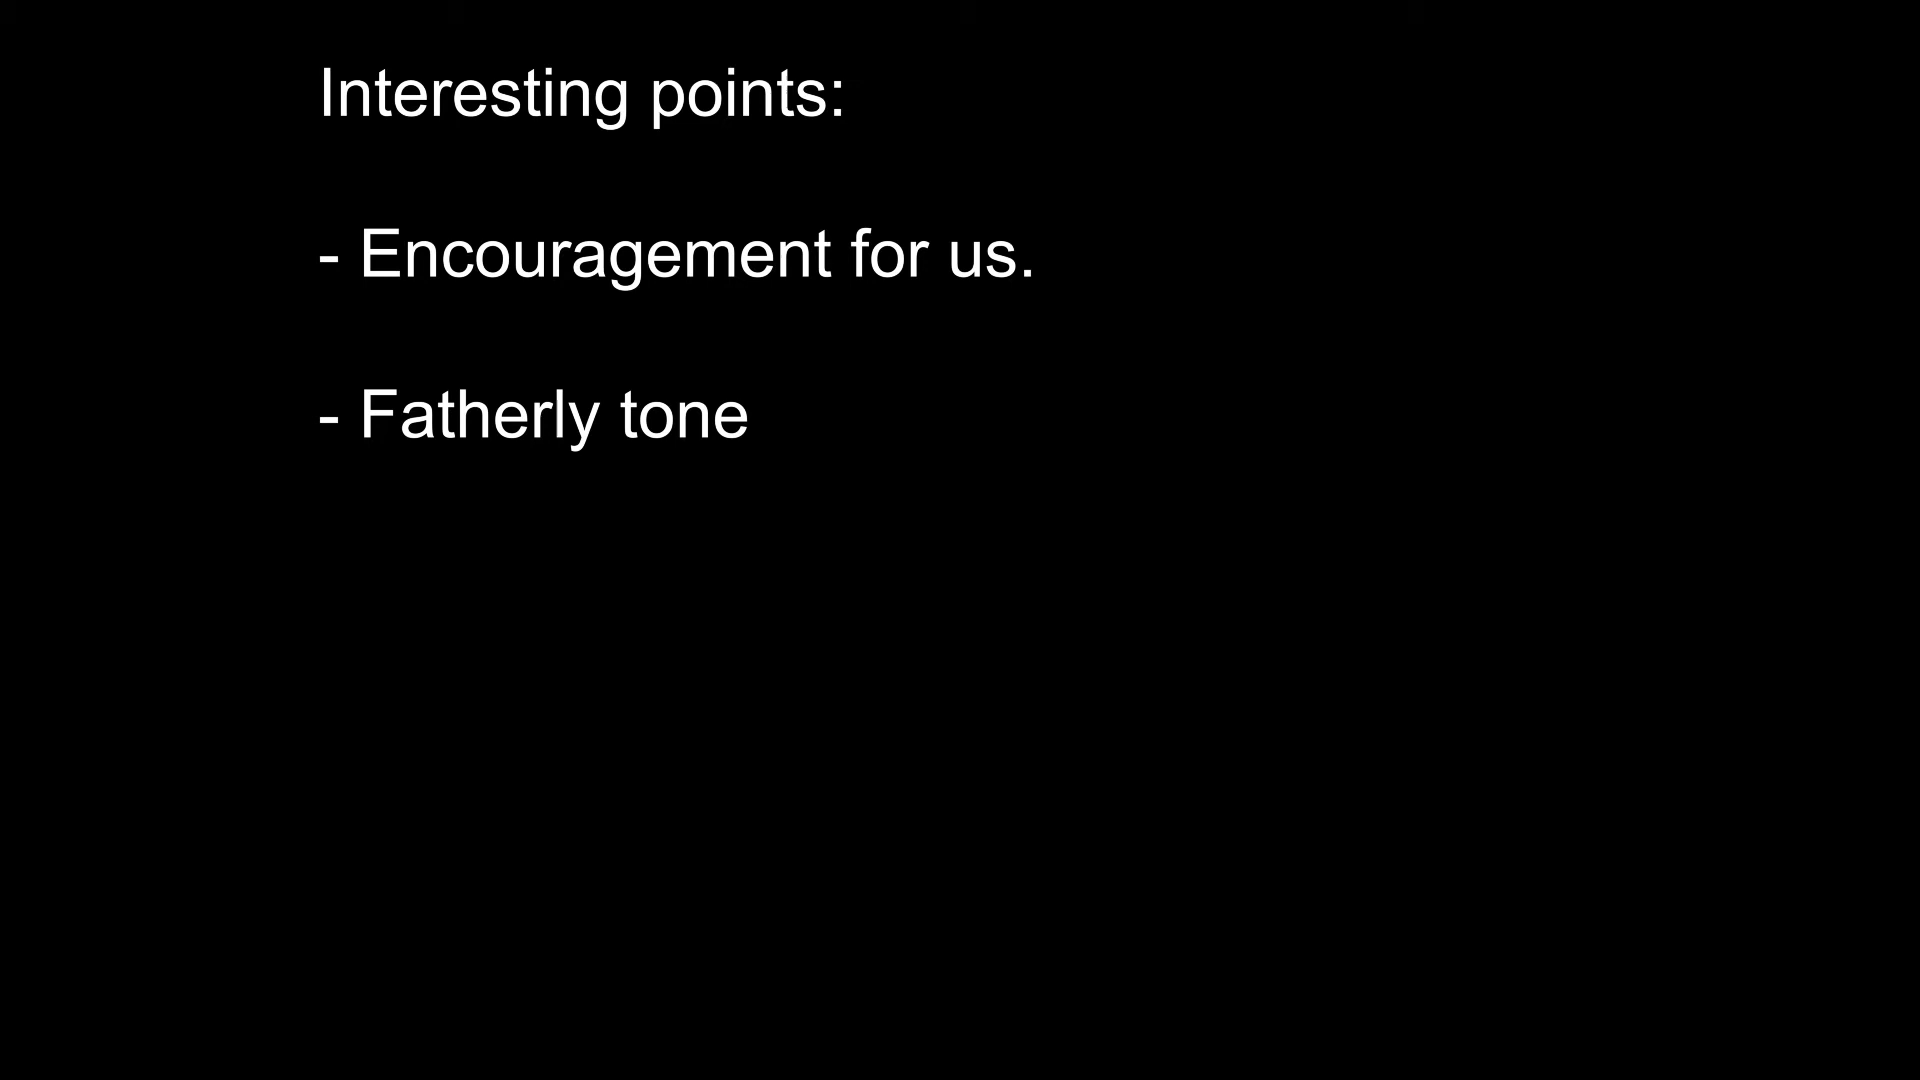 Interesting points:
- Encouragement for us.
- Fatherly tone